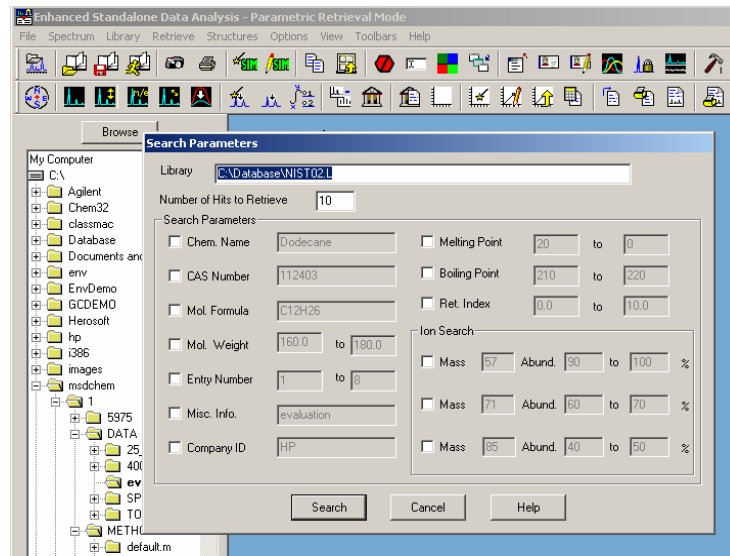 Enhanced Standalone Data Analysis - Parametric Retrieval Mode
File Spectrum Library Retrieve Structures Options View Toolbars Help
Browse
My Computer
C:\
Agilent
Chem32
classmac
Database
Documents and
env
EnvDemo
GCDEMO
Herosoft
hp
i386
images
msdchem
1
5975
DATA
25_
400
ev
SP
TO
METHO
default.m
Search Parameters
Library C:\Database\NIST02.L
Number of Hits to Retrieve 10
Search Parameters
Chem. Name Dodecane
CAS Number 112403
Mol. Formula C12H26
Mol. Weight 160.0 to 180.0
Entry Number 1 to 8
Misc. Info. evaluation
Company ID HP
Melting Point 20 to 0
Boiling Point 210 to 220
Ret. Index 0.0 to 10.0
Ion Search
Mass 57 Abund. 90 to 100 %
Mass 71 Abund. 60 to 70 %
Mass 85 Abund. 40 to 50 %
Search Cancel Help